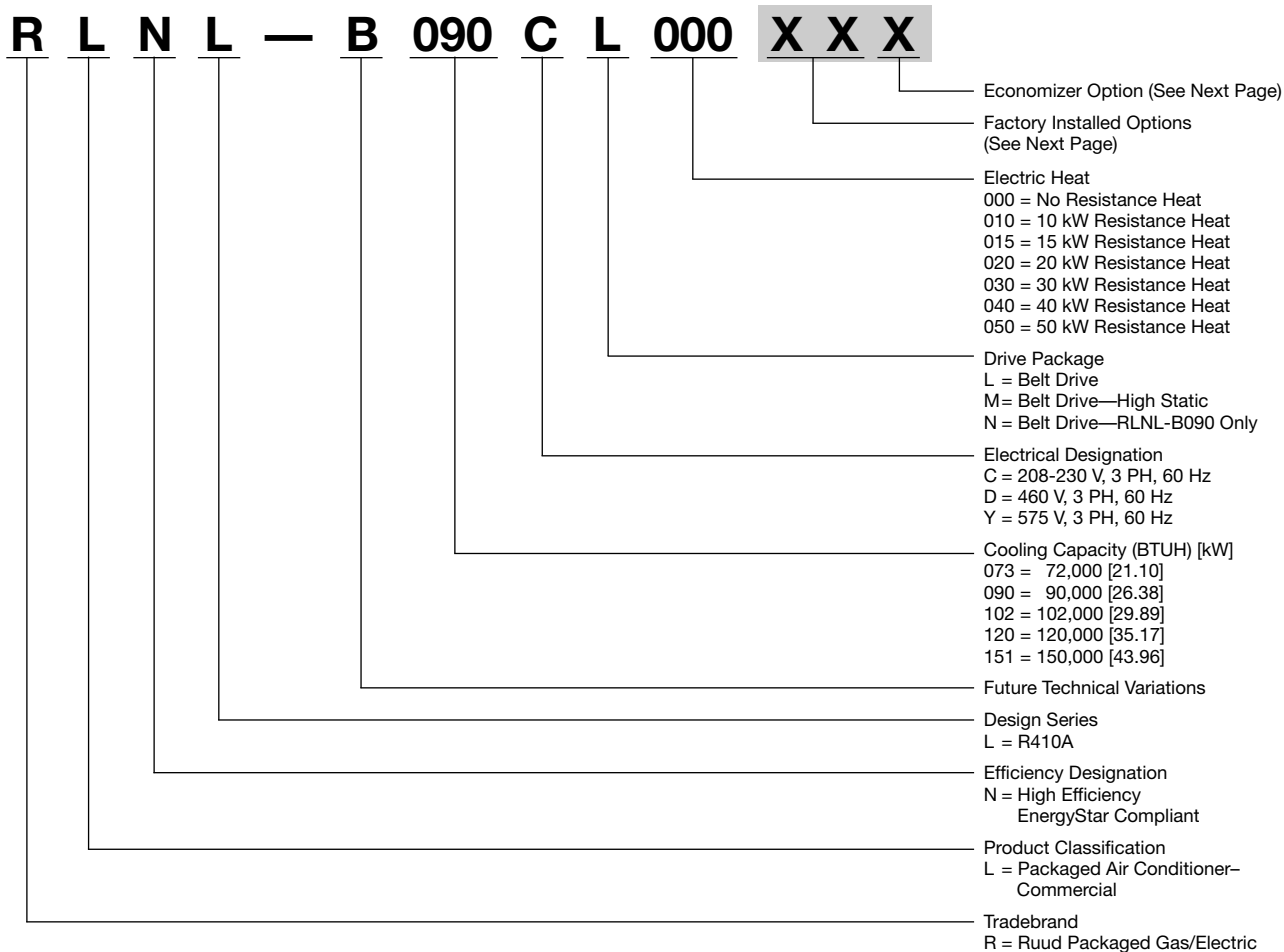 R L N L — B 090 C L 000 X X X
Economizer Option (See Next Page)
Factory Installed Options
(See Next Page)
Electric Heat
000 = No Resistance Heat
010 = 10 kW Resistance Heat
015 = 15 kW Resistance Heat
020 = 20 kW Resistance Heat
030 = 30 kW Resistance Heat
040 = 40 kW Resistance Heat
050 = 50 kW Resistance Heat
Drive Package
L = Belt Drive
M= Belt Drive—High Static
N = Belt Drive—RLNL-B090 Only
Electrical Designation
C = 208-230 V, 3 PH, 60 Hz
D = 460 V, 3 PH, 60 Hz
Y = 575 V, 3 PH, 60 Hz
Cooling Capacity (BTUH) [kW]
073 = 72,000 [21.10]
090 = 90,000 [26.38]
102 = 102,000 [29.89]
120 = 120,000 [35.17]
151 = 150,000 [43.96]
Future Technical Variations
Design Series
L = R410A
Efficiency Designation
N = High Efficiency
EnergyStar Compliant
Product Classification
L = Packaged Air Conditioner–
Commercial
Tradebrand
R = Ruud Packaged Gas/Electric